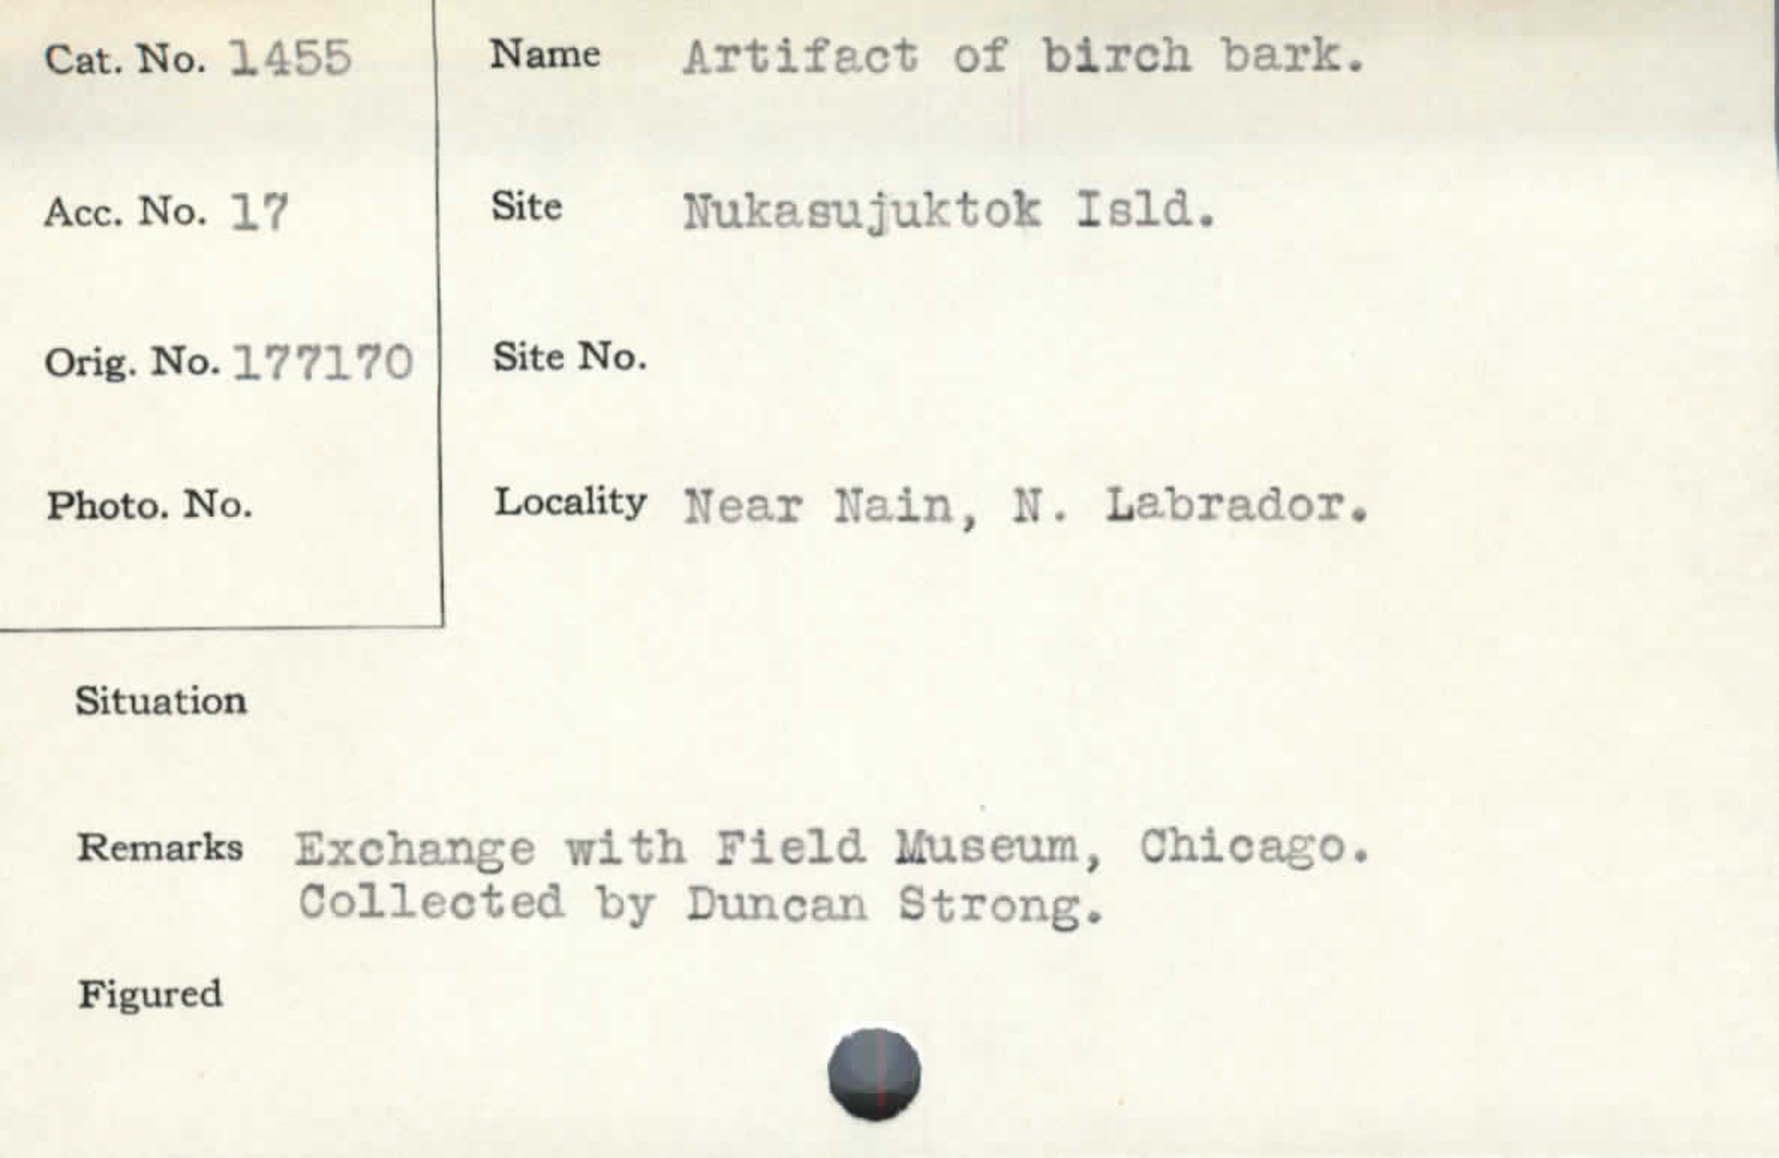 Cat. No. 1455
Name Artifact of birch bark.
Acc. No. 17
Site Nukasujuktok Isld.
Orig. No. 177170
Site No.
Photo. No.
Locality Near Nain, N. Labrador.
Situation
Remarks Exchange with Field Museum, Chicago.
Collected by Duncan Strong.
Figured